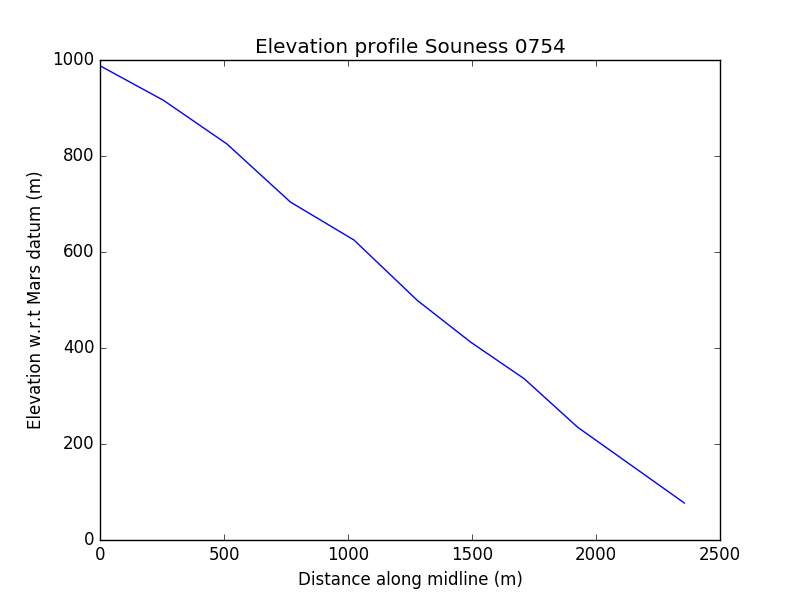 Elevation profile Souness 0754
1000
800
600
400
200
0
Elevation w.r.t Mars datum (m)
0 500 1000 1500 2000 2500
Distance along midline (m)